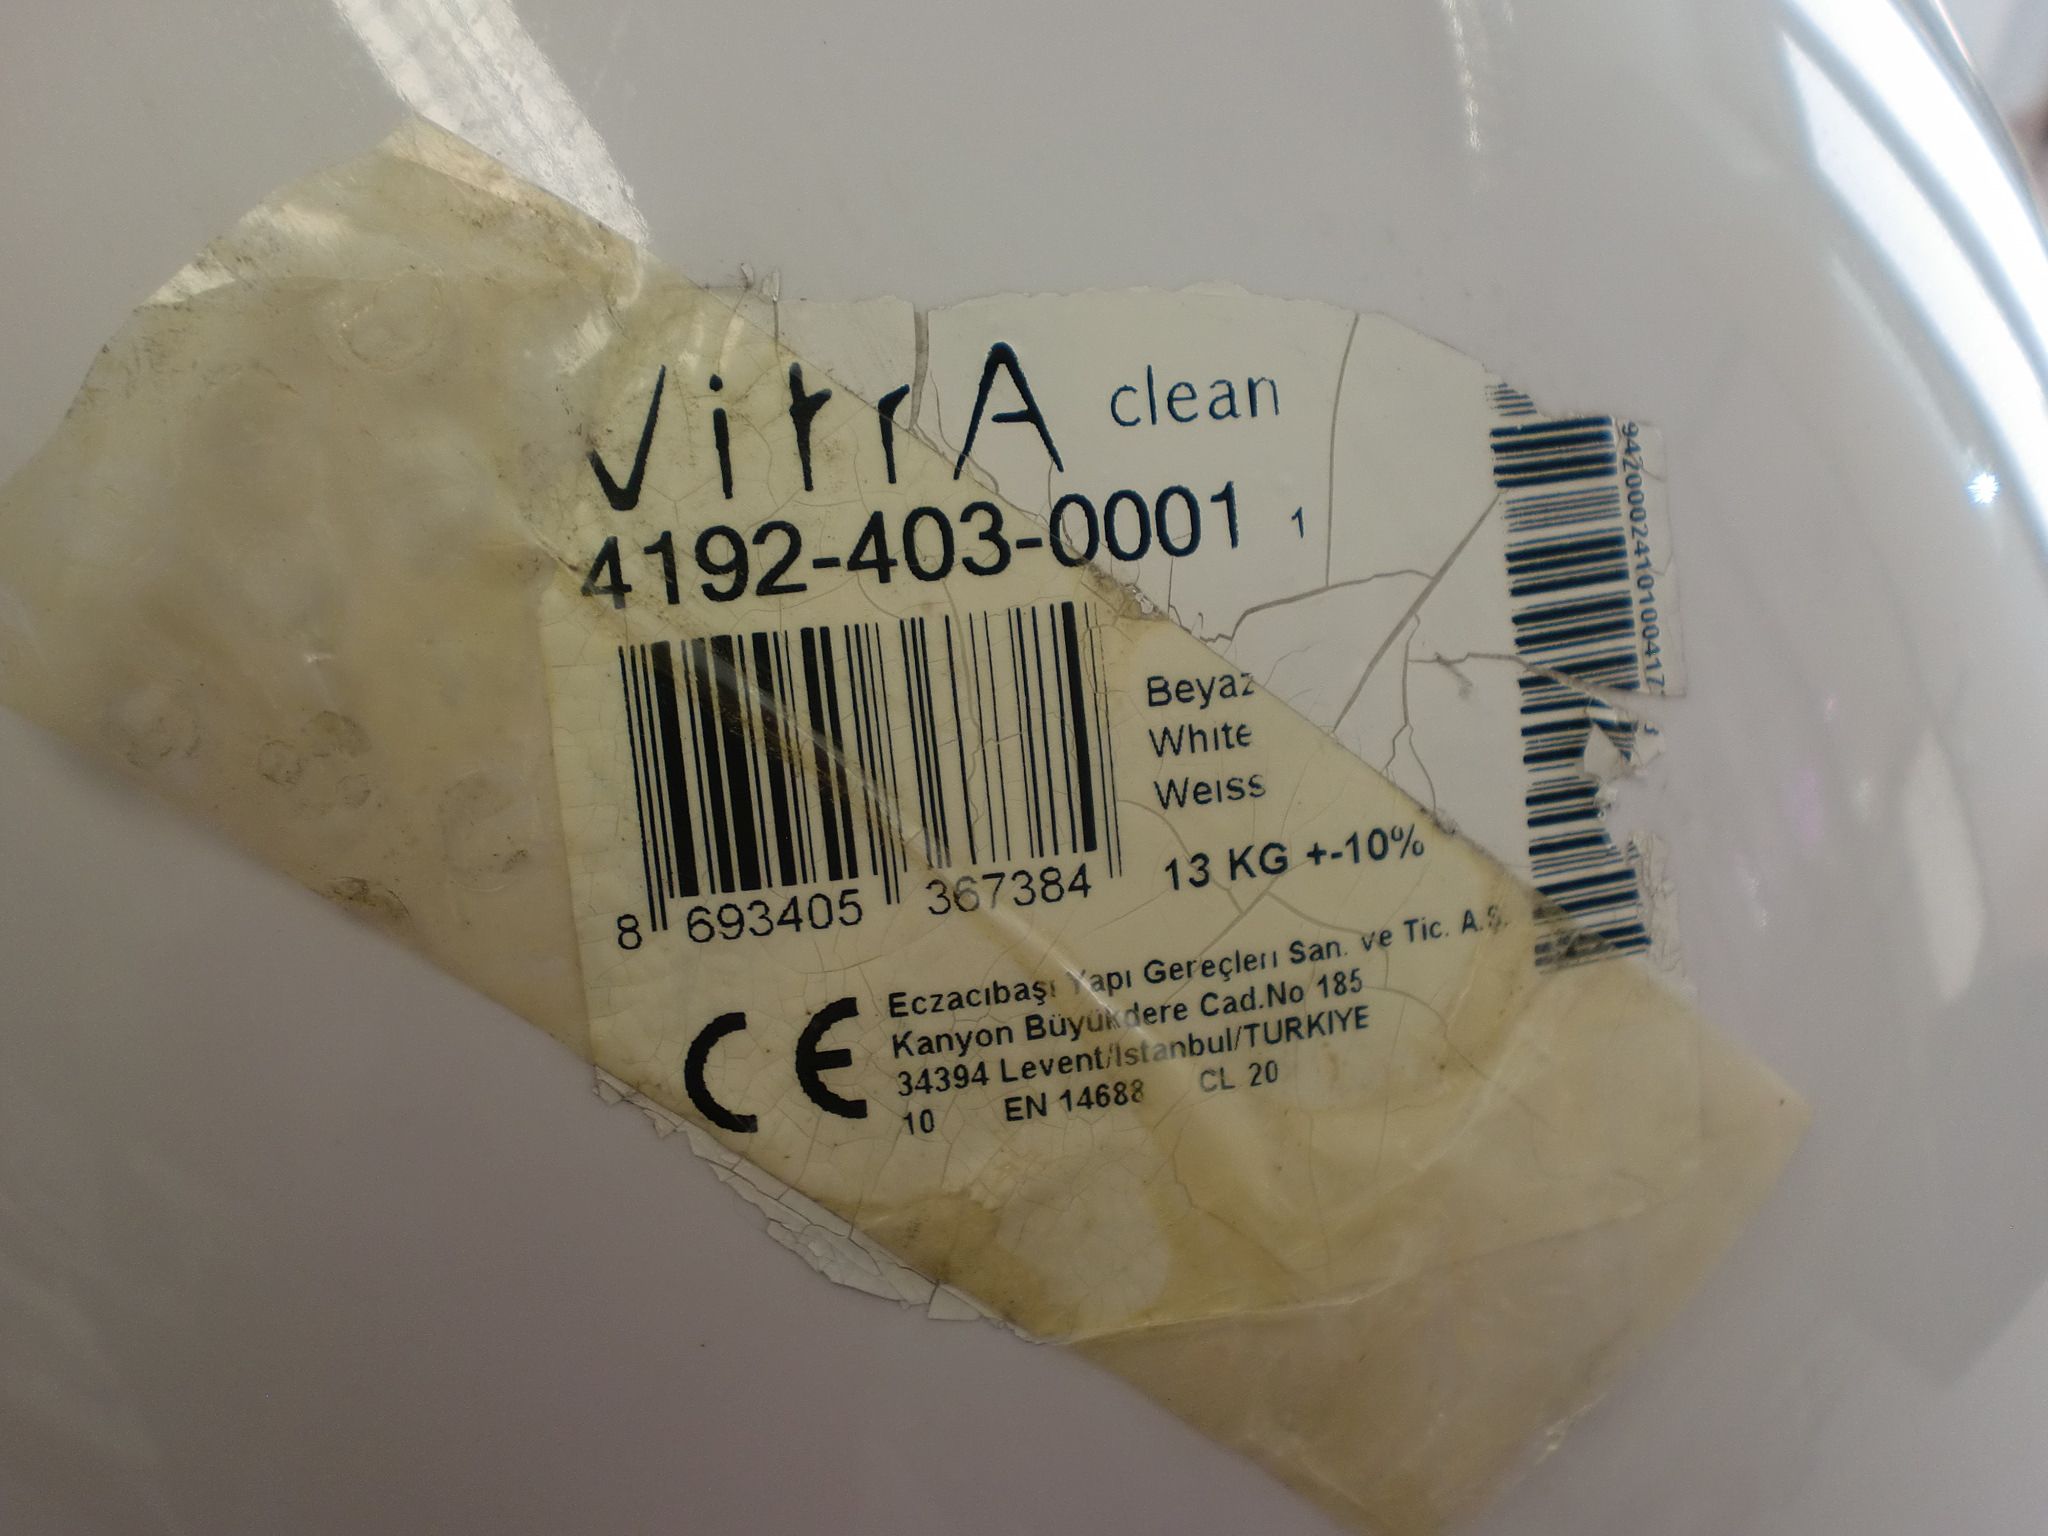 VitrA clean
4192-403-0001 1
8 693405 367384
Beyaz
White
Weiss
13 KG +-10%
CE
Eczacıbaşı Yapı Gereçleri San. ve Tic. A.Ş.
Kanyon Büyükdere Cad.No 185
34394 Levent/Istanbul/TURKIYE
10 EN 14688 CL 20